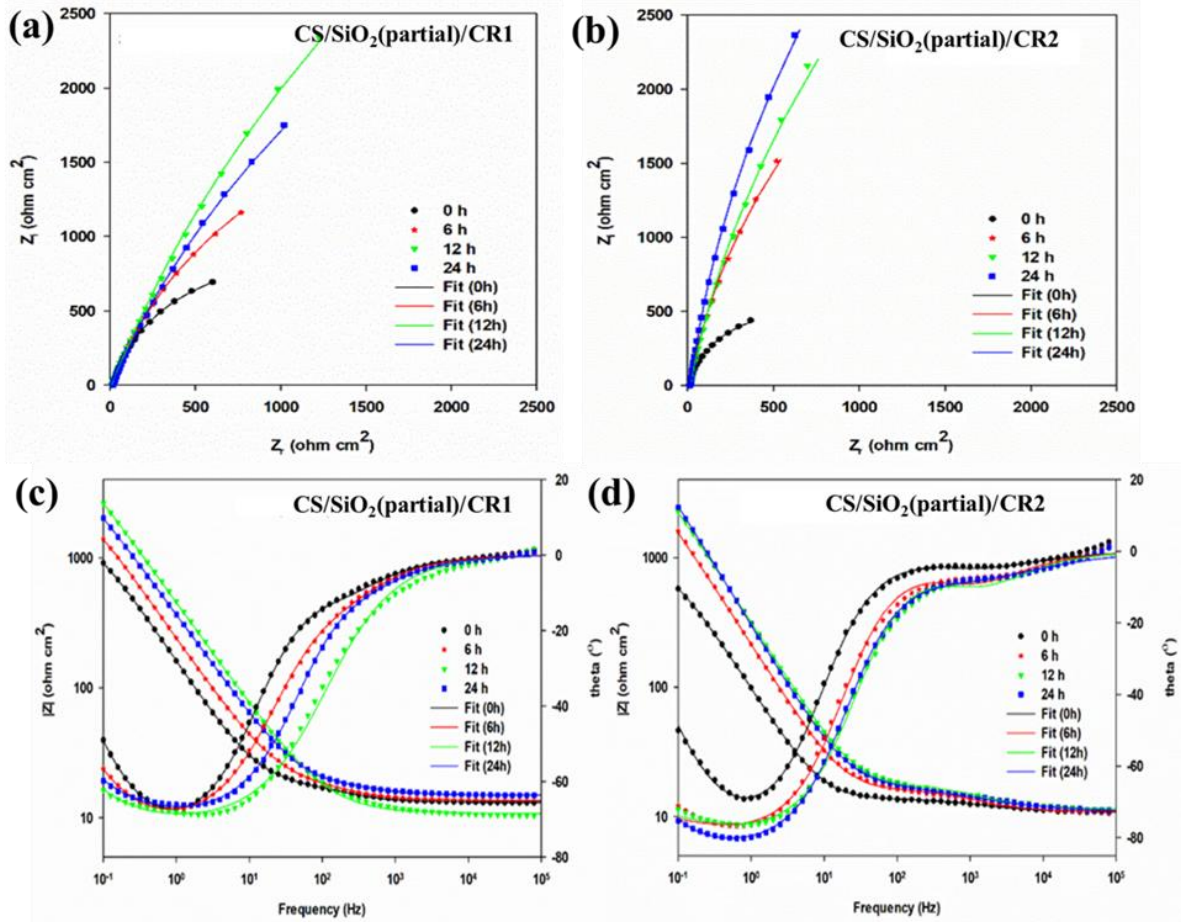 (a)
CS/SiO₂(partial)/CR1
2500
2000
1500
1000
500
0
Zᵢ (ohm cm²)
0 h
6 h
12 h
24 h
Fit (0h)
Fit (6h)
Fit (12h)
Fit (24h)
0 500 1000 1500 2000 2500
Zᵣ (ohm cm²)
(b)
CS/SiO₂(partial)/CR2
2500
2000
1500
1000
500
0
Zᵢ (ohm cm²)
0 h
6 h
12 h
24 h
Fit (0h)
Fit (6h)
Fit (12h)
Fit (24h)
0 500 1000 1500 2000 2500
Zᵣ (ohm cm²)
(c)
CS/SiO₂(partial)/CR1
1000
100
10
|Z| (ohm cm²)
20
0
-20
-40
-60
-80
theta (°)
0 h
6 h
12 h
24 h
Fit (0h)
Fit (6h)
Fit (12h)
Fit (24h)
10⁻¹ 10⁰ 10¹ 10² 10³ 10⁴ 10⁵
Frequency (Hz)
(d)
CS/SiO₂(partial)/CR2
1000
100
10
|Z| (ohm cm²)
20
0
-20
-40
-60
-80
theta (°)
0 h
6 h
12 h
24 h
Fit (0h)
Fit (6h)
Fit (12h)
Fit (24h)
10⁻¹ 10⁰ 10¹ 10² 10³ 10⁴ 10⁵
Frequency (Hz)